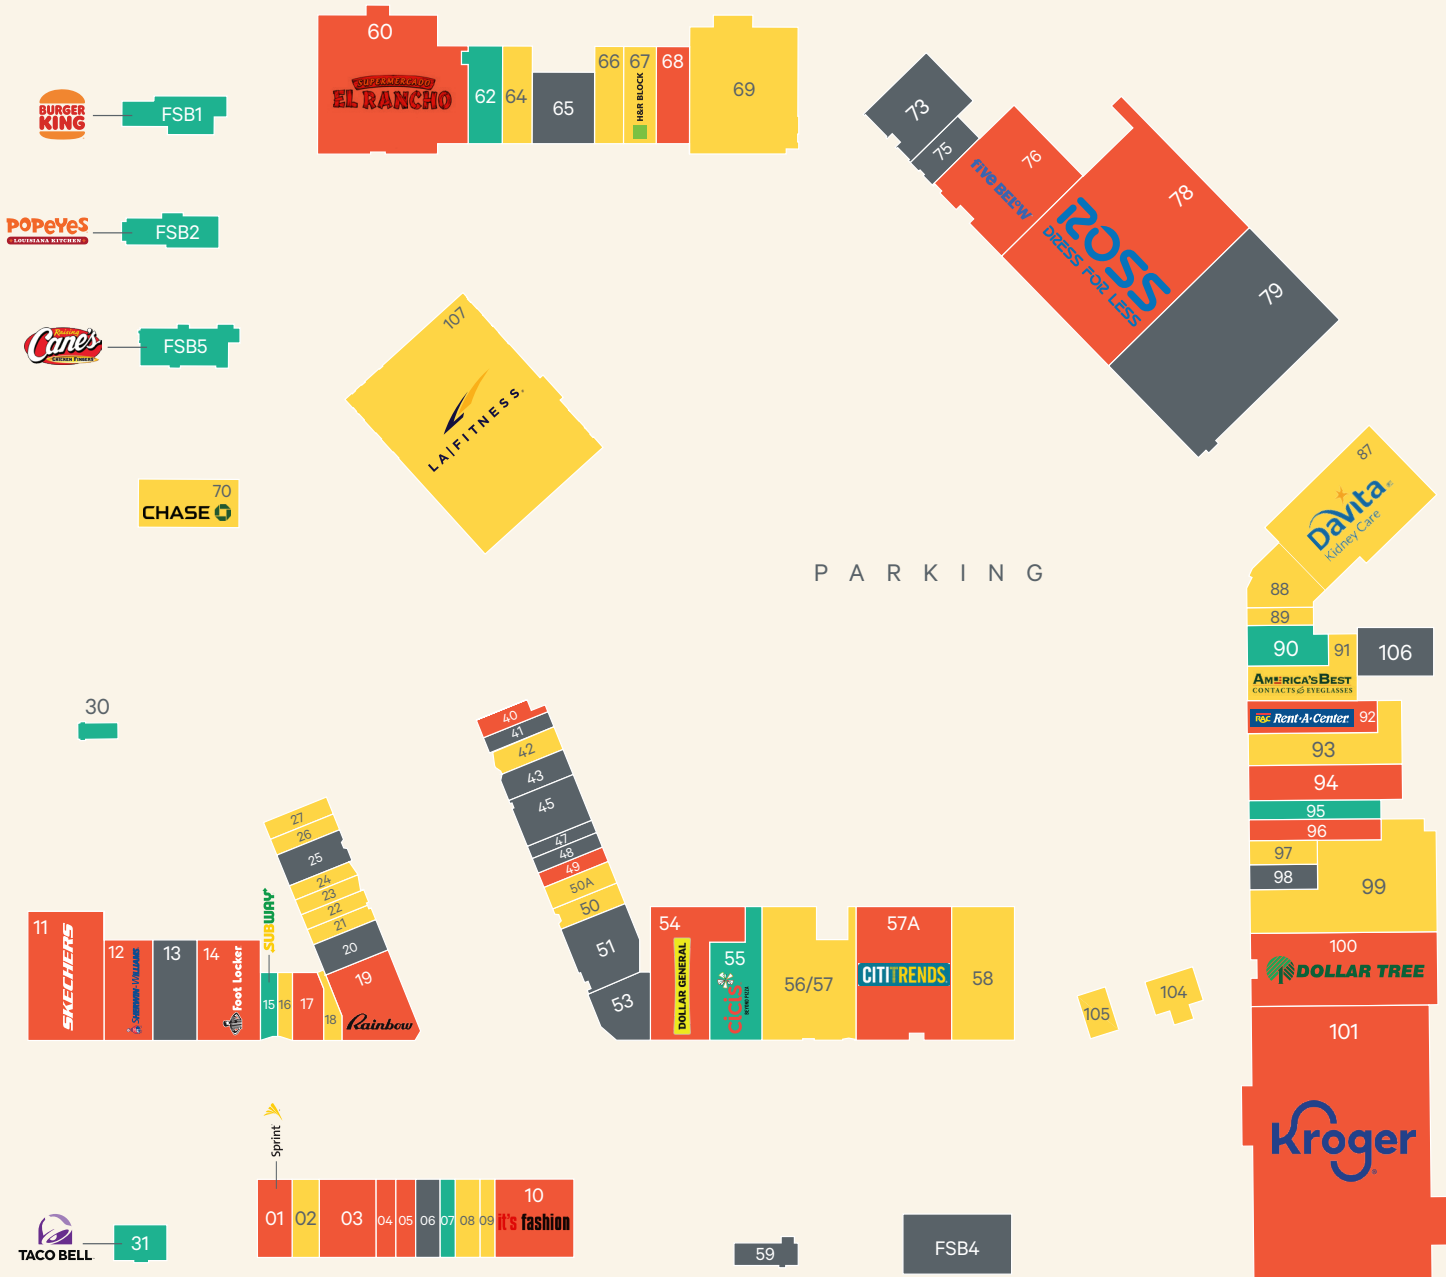 60
SUPERMERCADO
EL RANCHO
62
64
65
66
67
H&R BLOCK
68
69
BURGER
KING
FSB1
POPEYES
LOUISIANA KITCHEN
FSB2
Raising
Cane's
CHICKEN FINGERS
FSB5
73
75
76
five BELOW
78
ROSS
DRESS FOR LESS
79
107
LA|FITNESS.
70
CHASE
PARKING
87
DaVita
Kidney Care
88
89
90
91
106
AMERICA'S BEST
CONTACTS & EYEGLASSES
RAC Rent-A-Center
92
93
94
95
96
97
98
99
100
DOLLAR TREE
101
Kroger
30
27
26
25
24
23
22
21
20
19
Rainbow
SUBWAY
11
SKECHERS
12
SHERWIN-WILLIAMS
13
14
Foot Locker
15
16
17
18
40
41
42
43
45
47
48
49
50A
50
51
53
54
DOLLAR GENERAL
55
cicis
BEYOND PIZZA
56/57
57A
CITITRENDS
58
105
104
Sprint
01
02
03
04
05
06
07
08
09
10
it's fashion
TACO BELL
31
59
FSB4